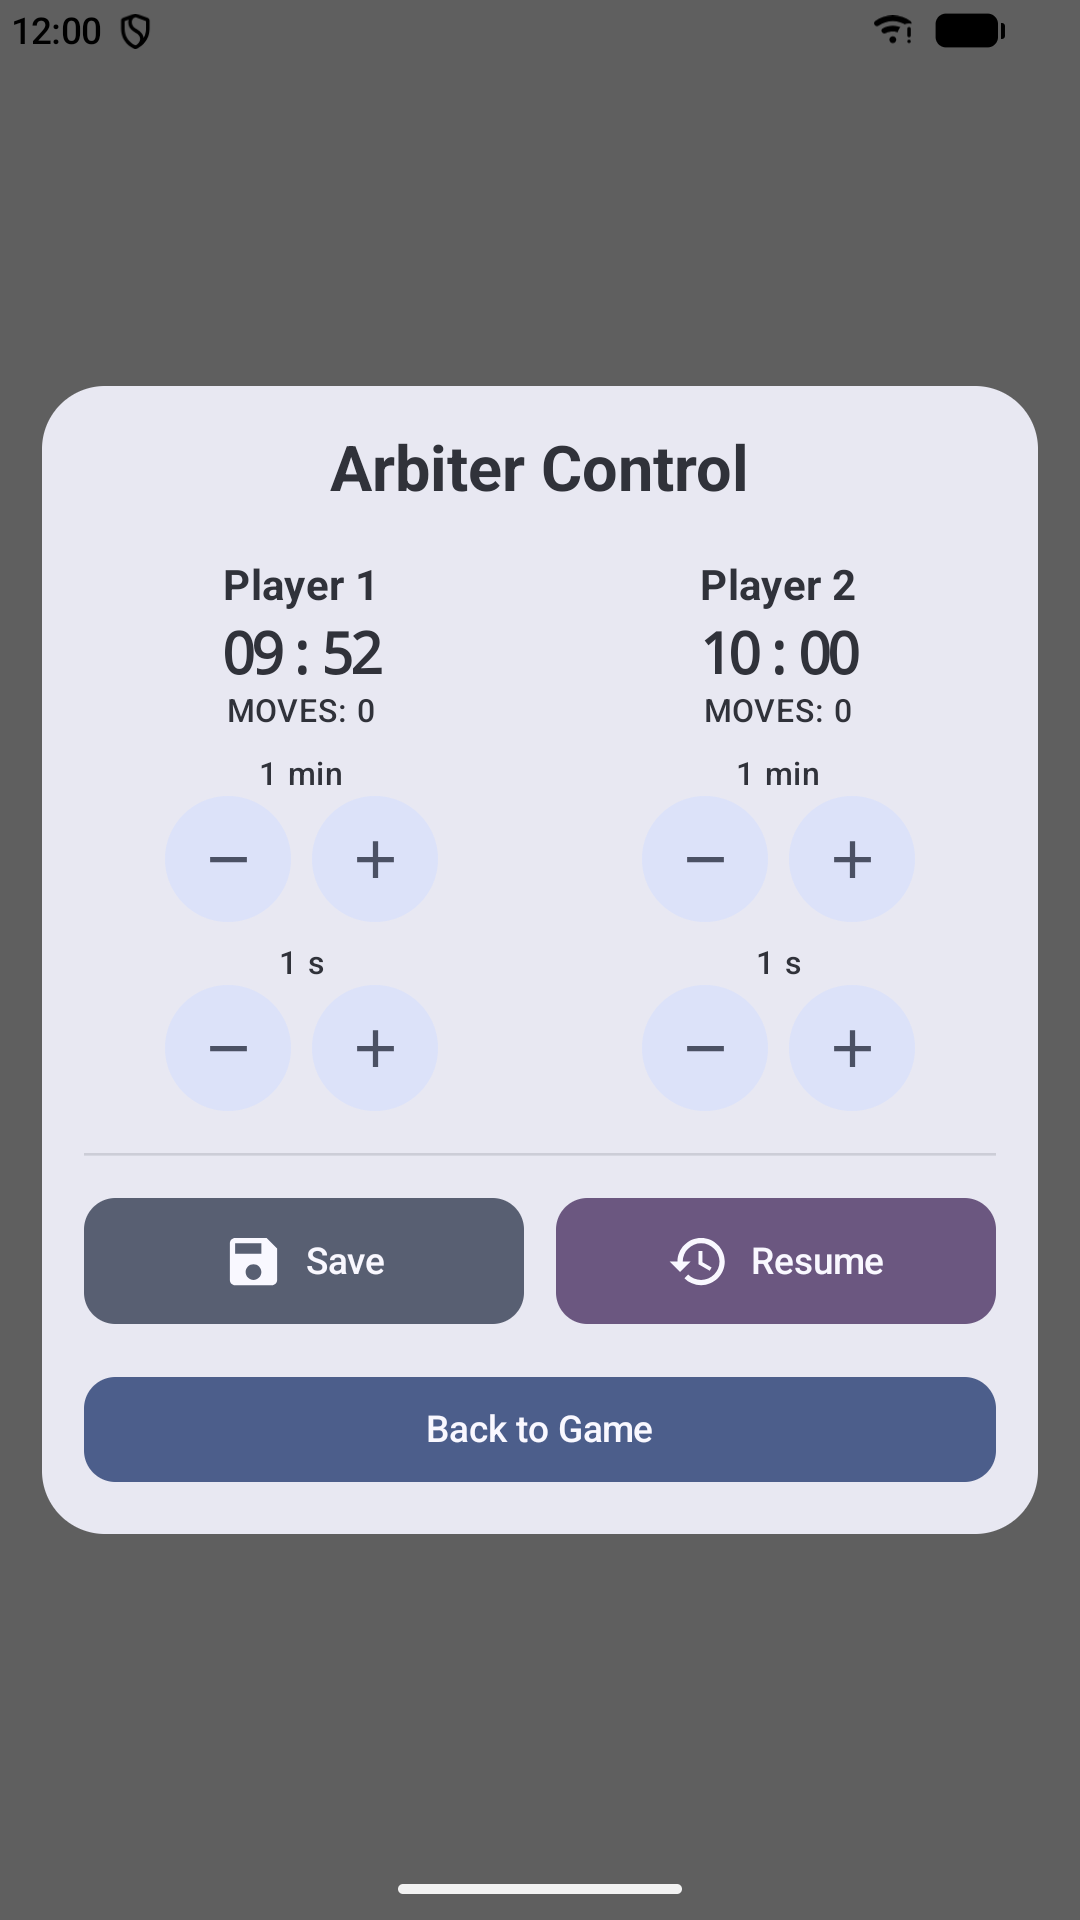 12:00
Arbiter Control
Player 1
09 : 52
MOVES: 0
1 min
1 s
Player 2
10 : 00
MOVES: 0
1 min
1 s
Save
Resume
Back to Game